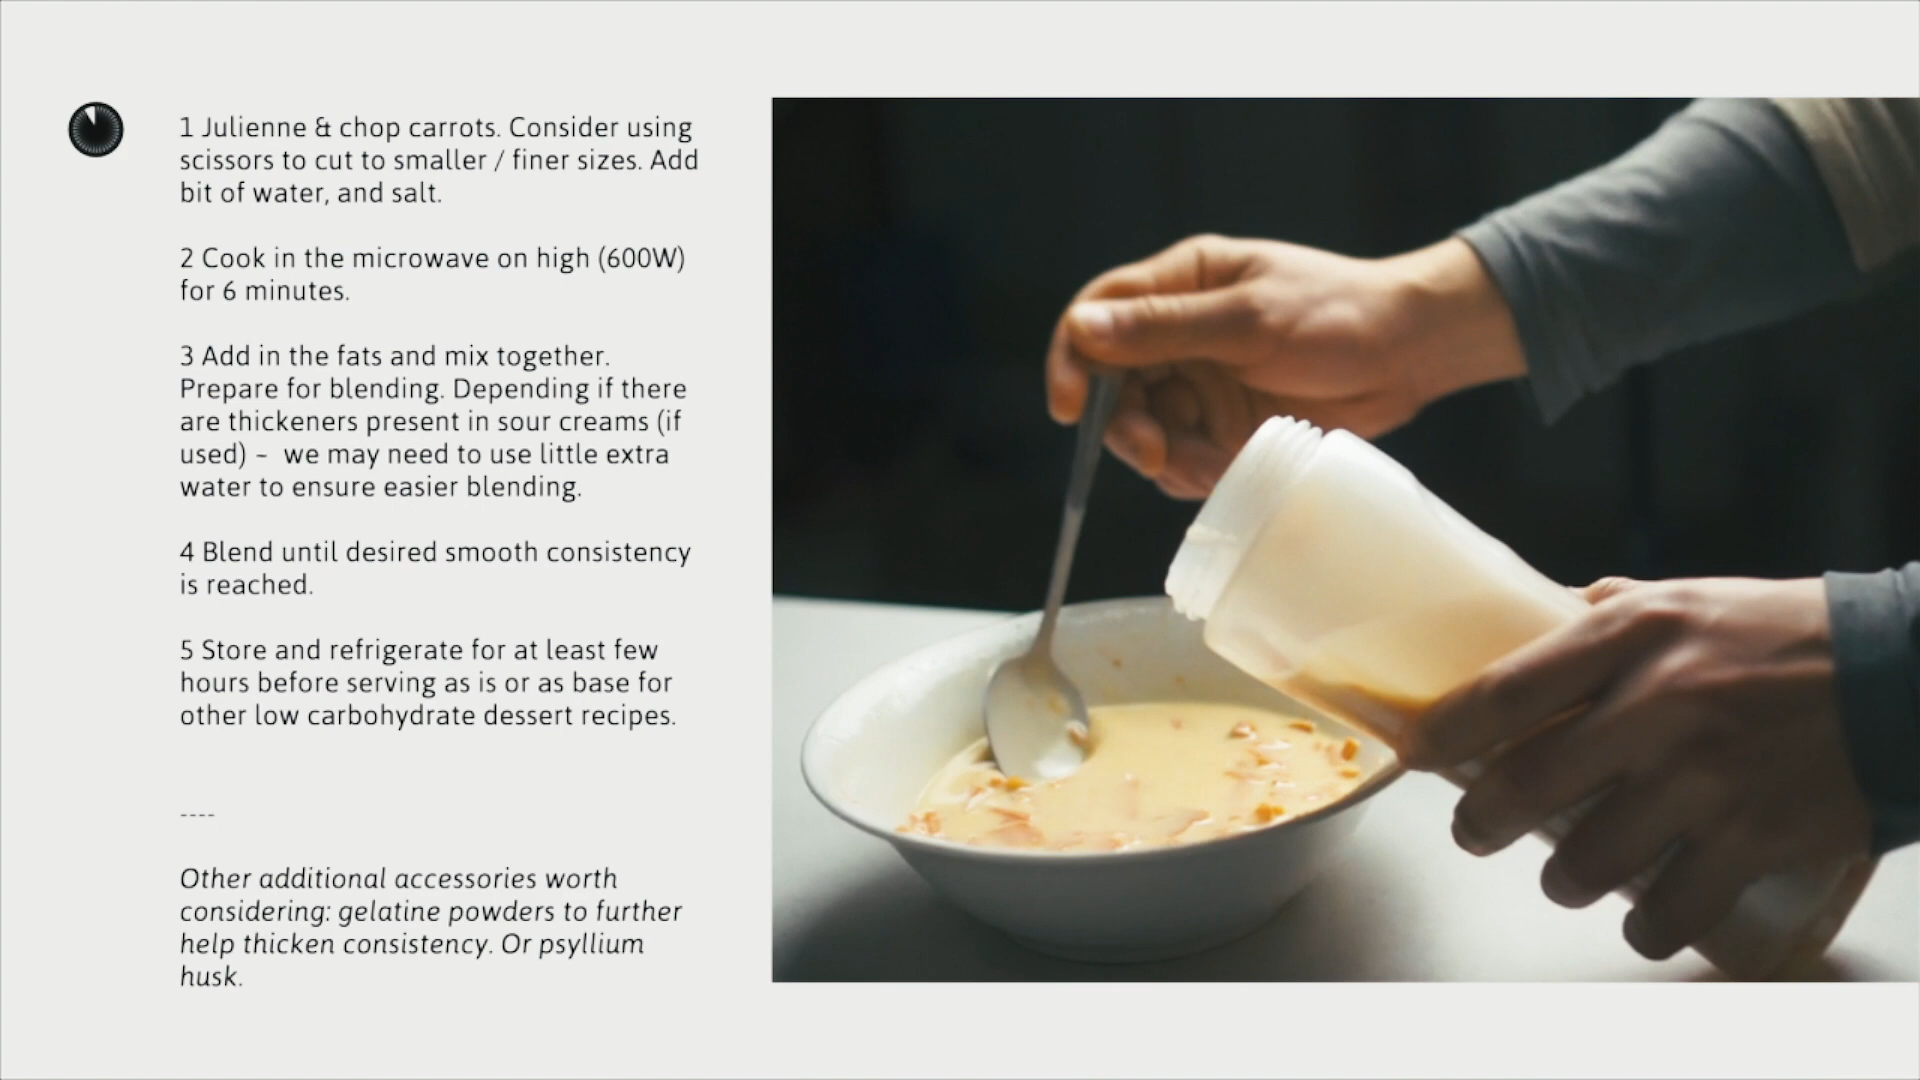 1 Julienne & chop carrots. Consider using
scissors to cut to smaller / finer sizes. Add
bit of water, and salt.
2 Cook in the microwave on high (600W)
for 6 minutes.
3 Add in the fats and mix together.
Prepare for blending. Depending if there
are thickeners present in sour creams (if
used) -  we may need to use little extra
water to ensure easier blending.
4 Blend until desired smooth consistency
is reached.
5 Store and refrigerate for at least few
hours before serving as is or as base for
other low carbohydrate dessert recipes.
----
Other additional accessories worth
considering: gelatine powders to further
help thicken consistency. Or psyllium
husk.